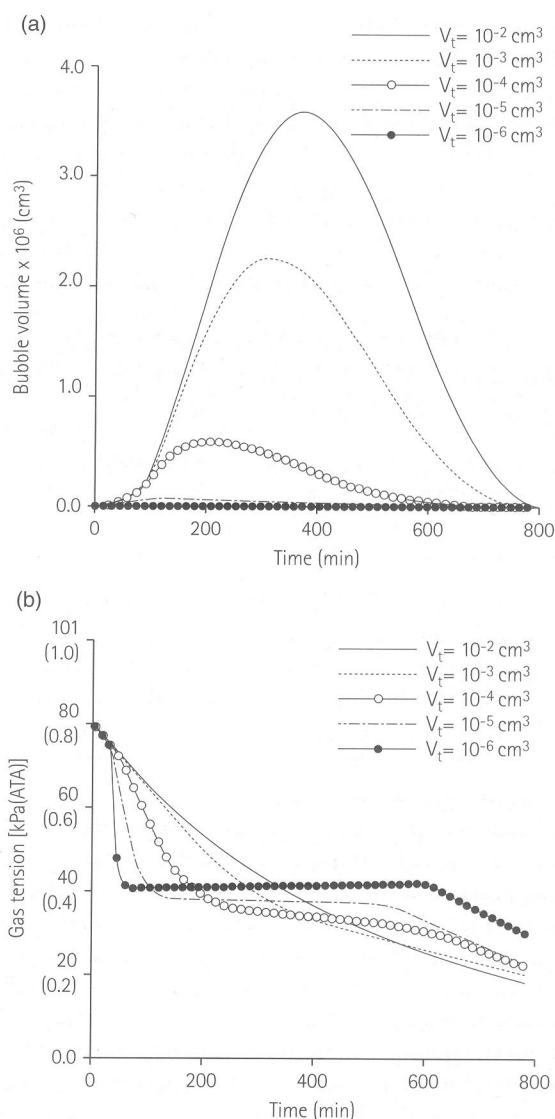 (a)
Vt= 10⁻² cm³
Vt= 10⁻³ cm³
Vt= 10⁻⁴ cm³
Vt= 10⁻⁵ cm³
Vt= 10⁻⁶ cm³
4.0
3.0
2.0
1.0
0.0
Bubble volume x 10⁶ (cm³)
0 200 400 600 800
Time (min)
(b)
Vt= 10⁻² cm³
Vt= 10⁻³ cm³
Vt= 10⁻⁴ cm³
Vt= 10⁻⁵ cm³
Vt= 10⁻⁶ cm³
101
(1.0)
80
(0.8)
60
(0.6)
40
(0.4)
20
(0.2)
0.0
Gas tension [kPa(ATA)]
0 200 400 600 800
Time (min)